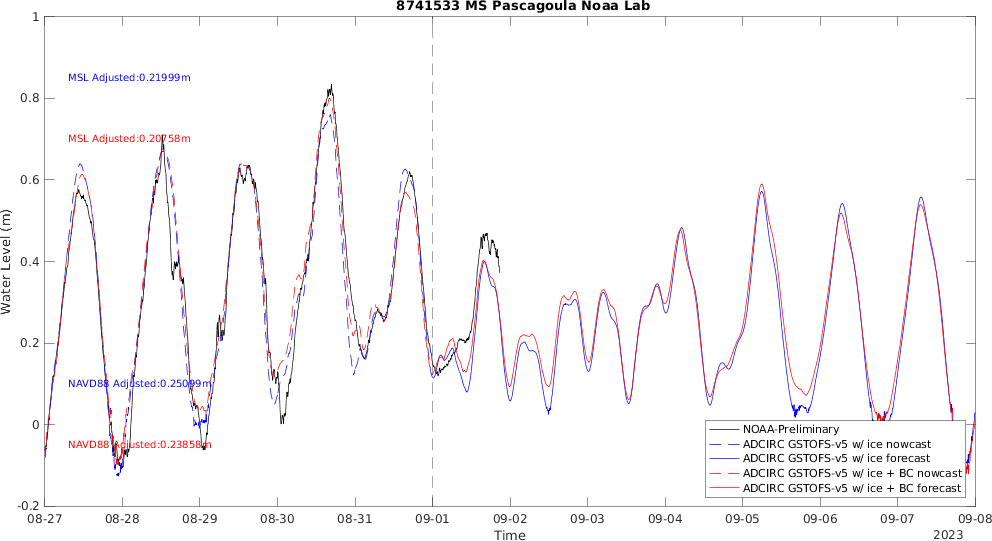 8741533 MS Pascagoula Noaa Lab
1
0.8
0.6
0.4
0.2
0
-0.2
Water Level (m)
MSL Adjusted:0.21999m
MSL Adjusted:0.20758m
NAVD88 Adjusted:0.25099m
NAVD88 Adjusted:0.23858m
NOAA-Preliminary
ADCIRC GSTOFS-v5 w/ ice nowcast
ADCIRC GSTOFS-v5 w/ ice forecast
ADCIRC GSTOFS-v5 w/ ice + BC nowcast
ADCIRC GSTOFS-v5 w/ ice + BC forecast
08-27 08-28 08-29 08-30 08-31 09-01 09-02 09-03 09-04 09-05 09-06 09-07 09-08
Time
2023